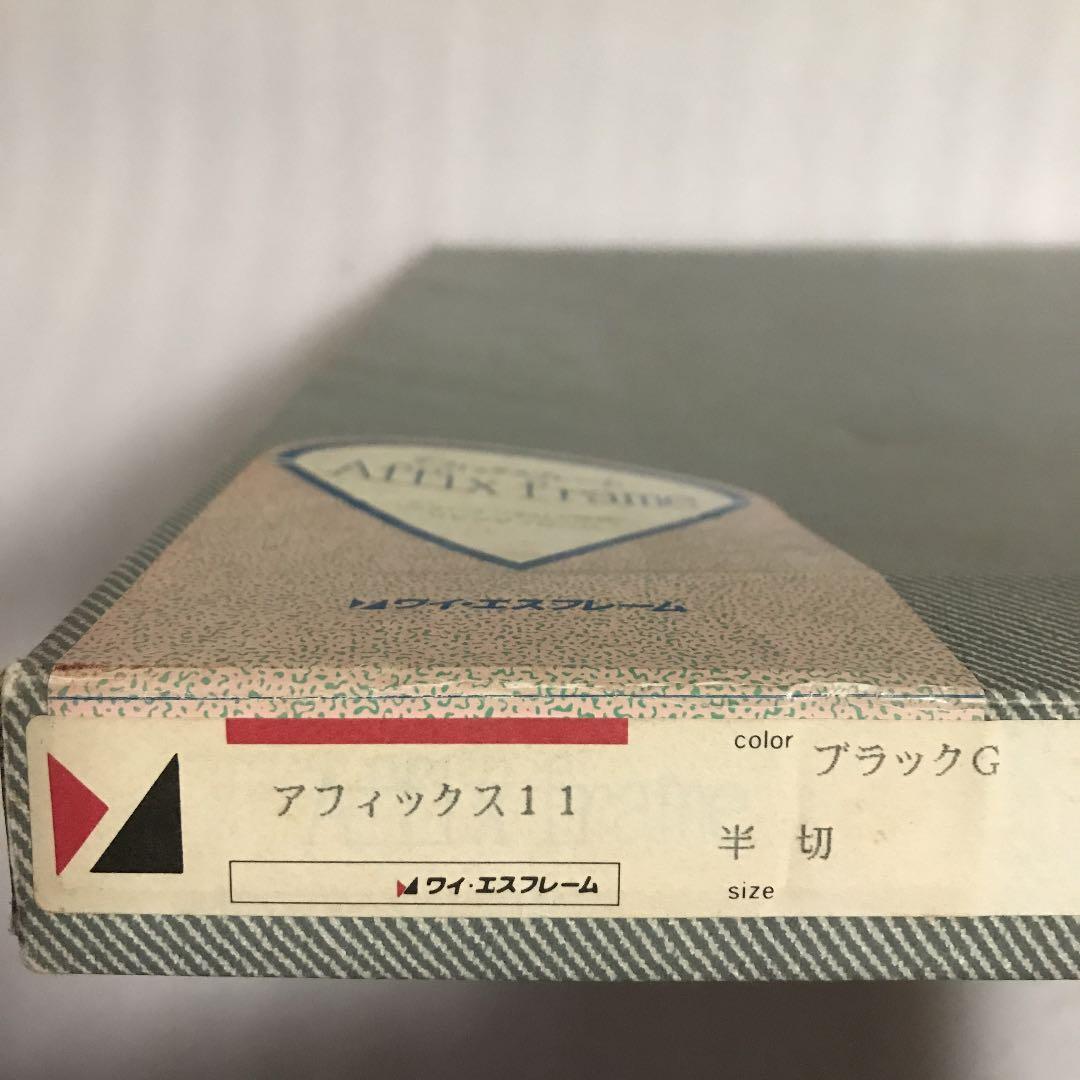 Affix Frame
ワイ・エスフレーム
color ブラックG
アフィックス11
半 切
ワイ・エスフレーム
size